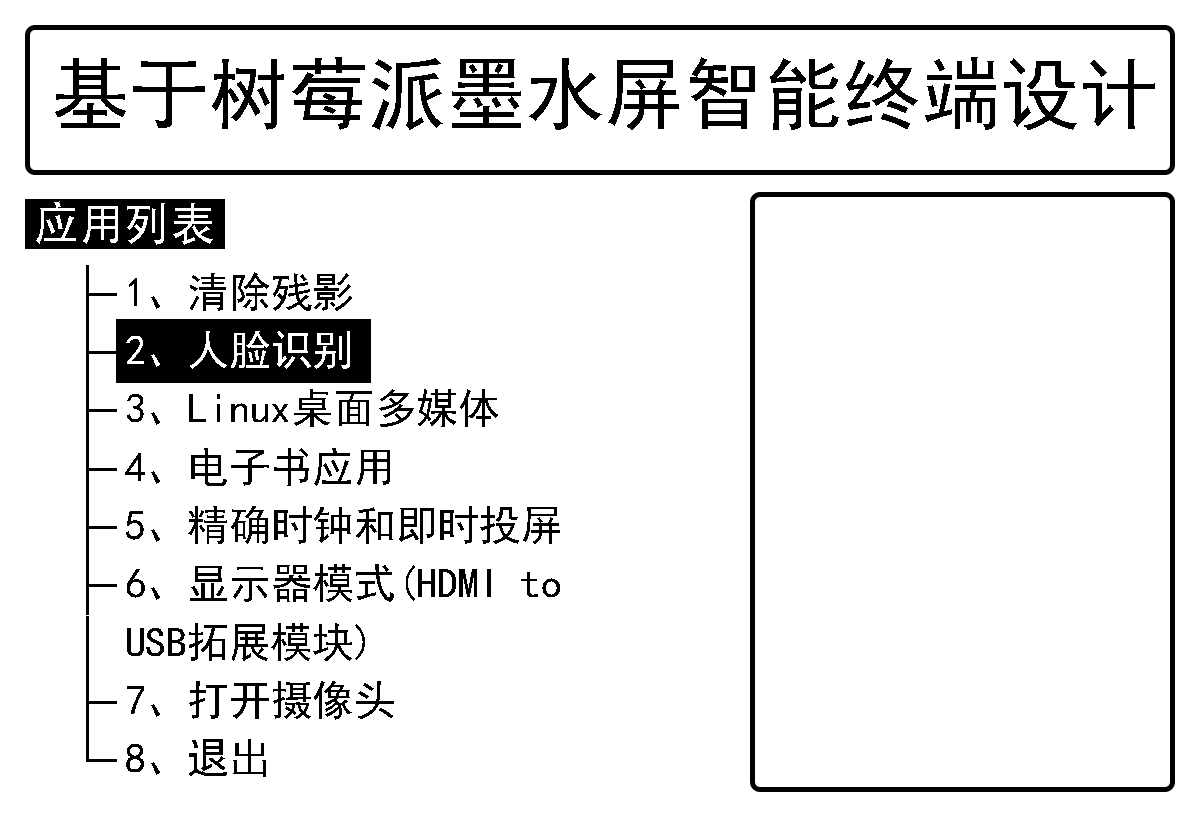 基于树莓派墨水屏智能终端设计
应用列表
1、清除残影
2、人脸识别
3、Linux桌面多媒体
4、电子书应用
5、精确时钟和即时投屏
6、显示器模式(HDMI to
USB拓展模块)
7、打开摄像头
8、退出